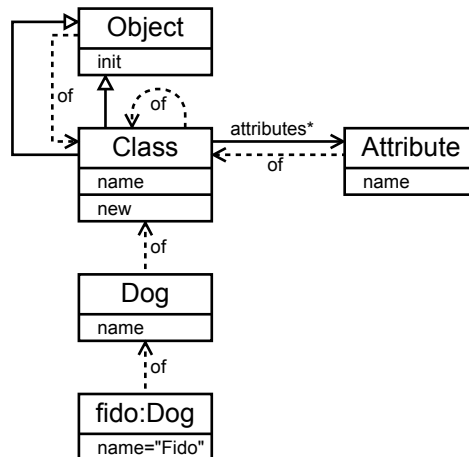 Object
init
of
of
Class
name
new
attributes*
of
Attribute
name
of
Dog
name
of
fido:Dog
name="Fido"